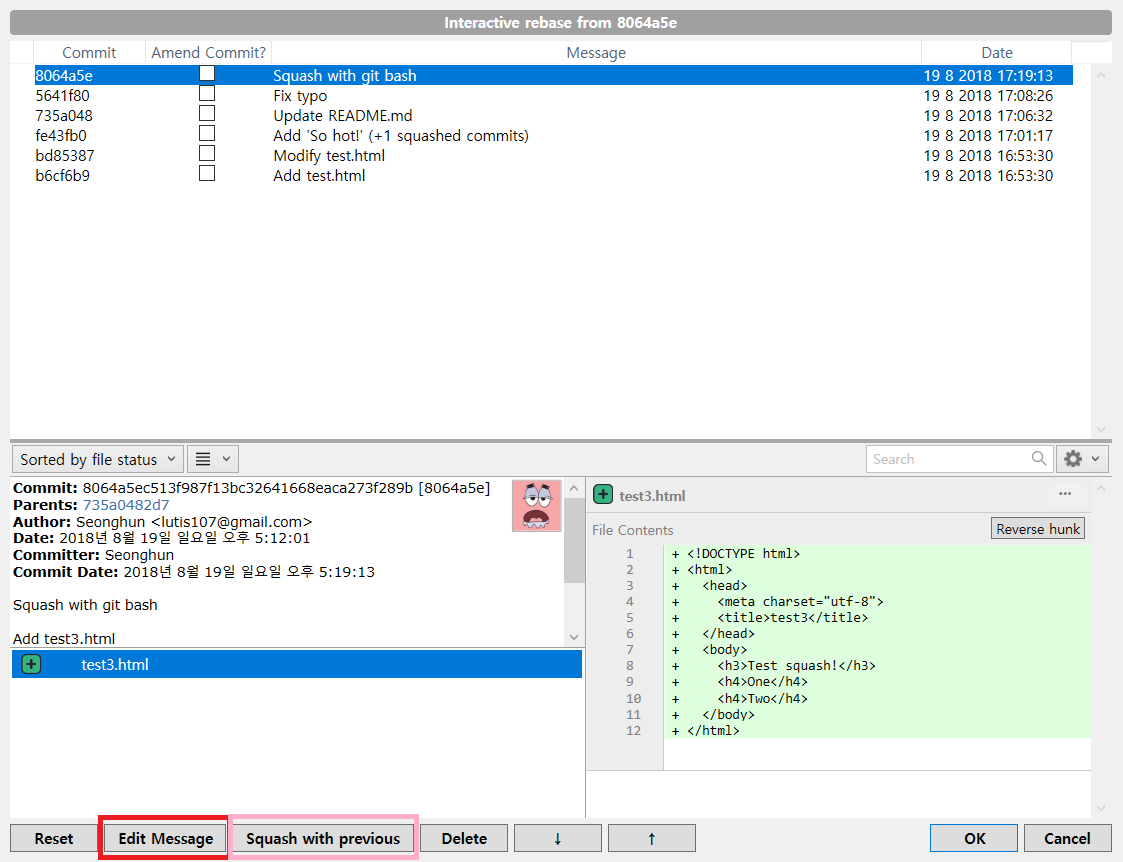 Interactive rebase from 8064a5e
Commit Amend Commit? Message Date
8064a5e Squash with git bash 19 8 2018 17:19:13
5641f80 Fix typo 19 8 2018 17:08:26
735a048 Update README.md 19 8 2018 17:06:32
fe43fb0 Add 'So hot!' (+1 squashed commits) 19 8 2018 17:01:17
bd85387 Modify test.html 19 8 2018 16:53:30
b6cf6b9 Add test.html 19 8 2018 16:53:30
Sorted by file status
Search
Commit: 8064a5ec513f987f13bc32641668eaca273f289b [8064a5e]
Parents: 735a0482d7
Author: Seonghun <lutis107@gmail.com>
Date: 2018년 8월 19일 일요일 오후 5:12:01
Committer: Seonghun
Commit Date: 2018년 8월 19일 일요일 오후 5:19:13
Squash with git bash
Add test3.html
test3.html
test3.html
File Contents Reverse hunk
1 + <!DOCTYPE html>
2 + <html>
3 + <head>
4 + <meta charset="utf-8">
5 + <title>test3</title>
6 + </head>
7 + <body>
8 + <h3>Test squash!</h3>
9 + <h4>One</h4>
10 + <h4>Two</h4>
11 + </body>
12 + </html>
Reset Edit Message Squash with previous Delete ↓ ↑ OK Cancel